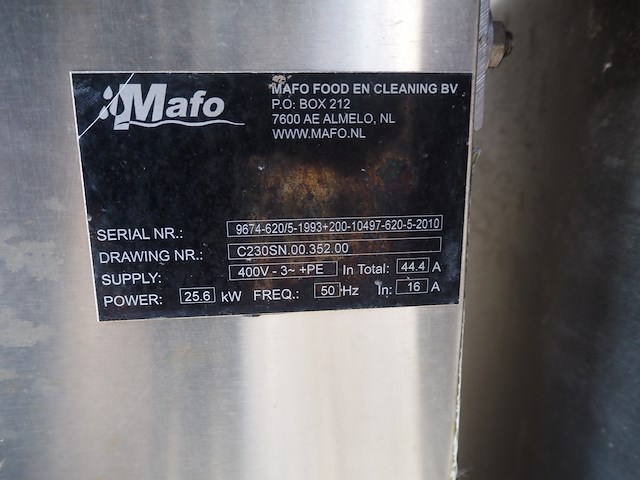 Mafo
MAFO FOOD EN CLEANING BV
P.O: BOX 212
7600 AE ALMELO, NL
WWW.MAFO.NL
SERIAL NR.: 9674-620/5-1993+200-10497-620-5-2010
DRAWING NR.: C230SN.00.352.00
SUPPLY: 400V - 3~ +PE In Total: 44.4 A
POWER: 25.6 kW FREQ.: 50 Hz In: 16 A